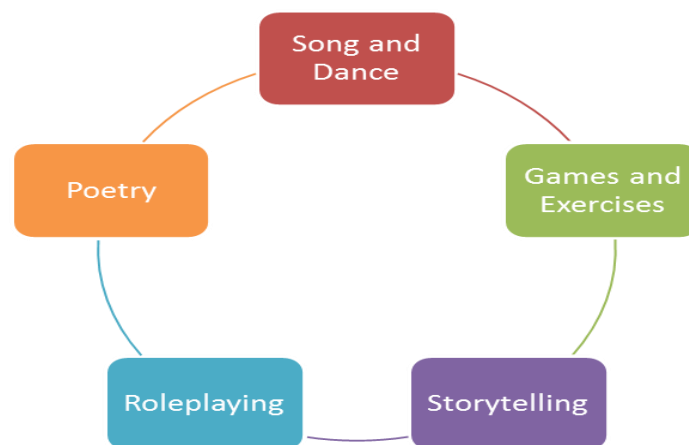 Song and
Dance
Games and
Exercises
Storytelling
Roleplaying
Poetry